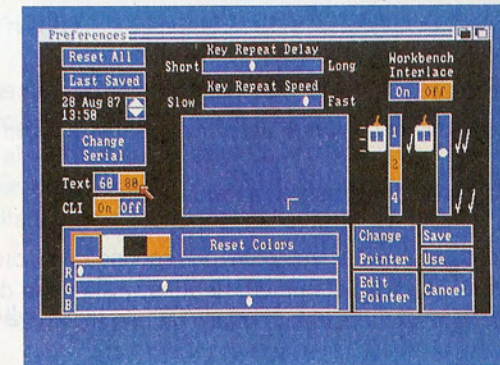 Preferences
Reset All
Last Saved
28 Aug 87
13:58
Change
Serial
Text 60 80
CLI On Off
Key Repeat Delay
Short Long
Key Repeat Speed
Slow Fast
Workbench
Interlace
On Off
1
2
4
Reset Colors
R
G
B
Change
Printer
Save
Use
Edit
Pointer
Cancel